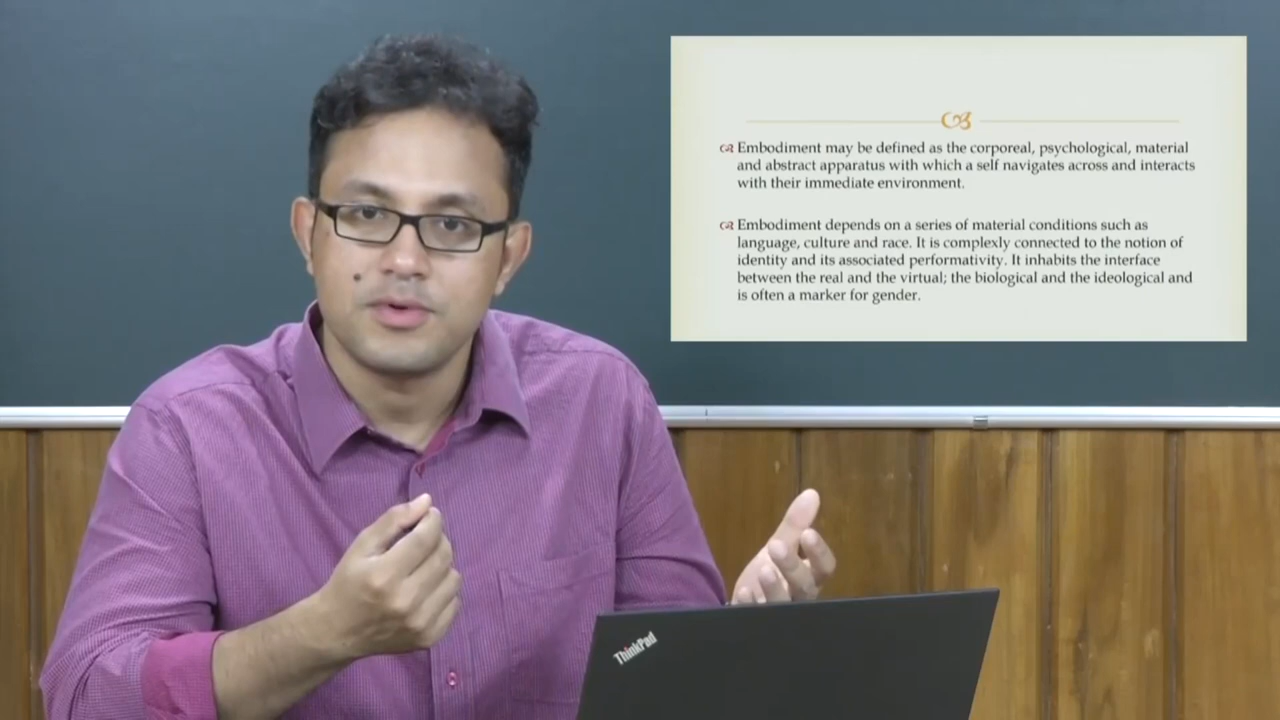 Embodiment may be defined as the corporeal, psychological, material
and abstract apparatus with which a self navigates across and interacts
with their immediate environment.
Embodiment depends on a series of material conditions such as
language, culture and race. It is complexly connected to the notion of
identity and its associated performativity. It inhabits the interface
between the real and the virtual; the biological and the ideological and
is often a marker for gender.
ThinkPad